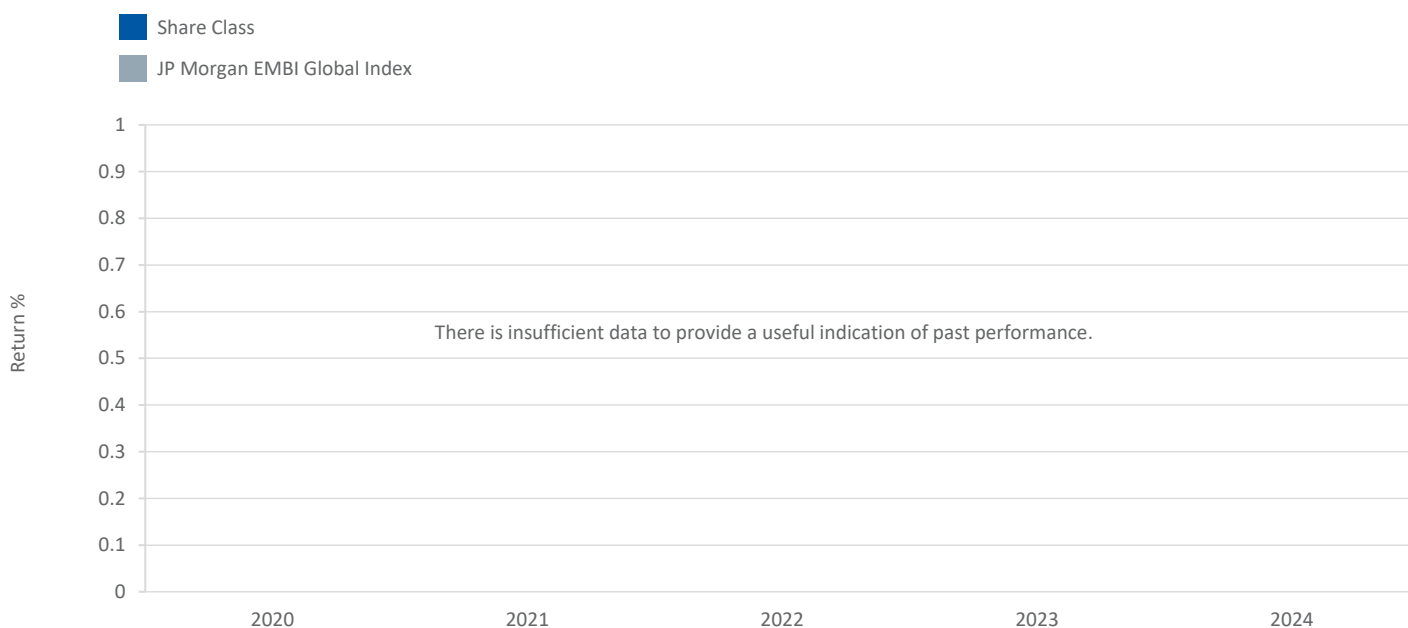 Share Class
JP Morgan EMBI Global Index
Return %
1
0.9
0.8
0.7
0.6
There is insufficient data to provide a useful indication of past performance.
0.5
0.4
0.3
0.2
0.1
0
2020 2021 2022 2023 2024